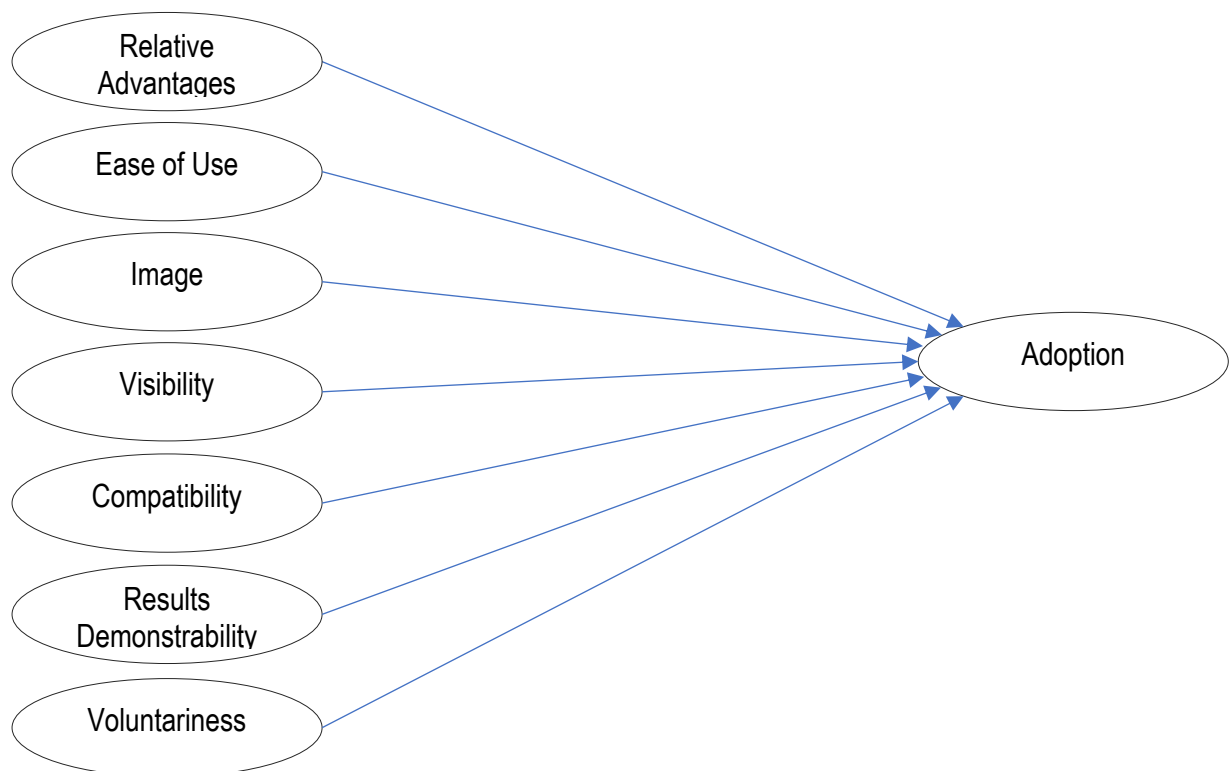 Relative
Advantages
Ease of Use
Image
Visibility
Adoption
Compatibility
Results
Demonstrability
Voluntariness